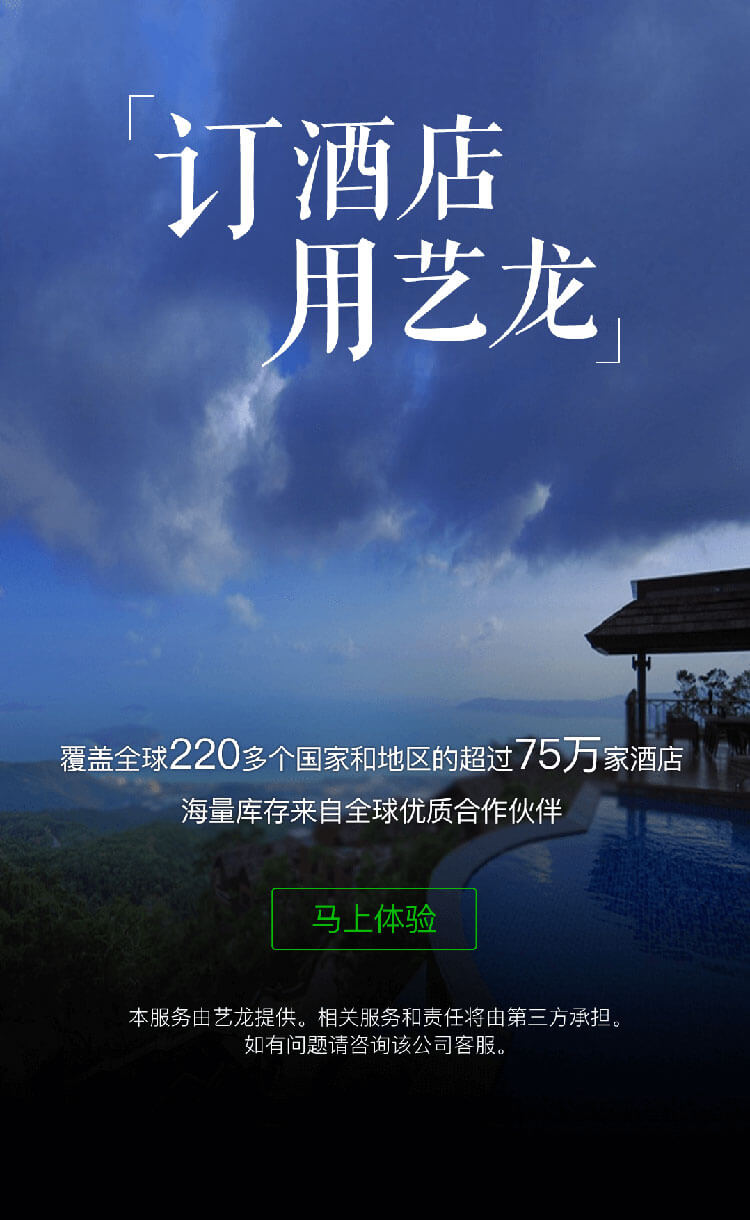 「订酒店
用艺龙」
覆盖全球220多个国家和地区的超过75万家酒店
海量库存来自全球优质合作伙伴
马上体验
本服务由艺龙提供。相关服务和责任将由第三方承担。
如有问题请咨询该公司客服。